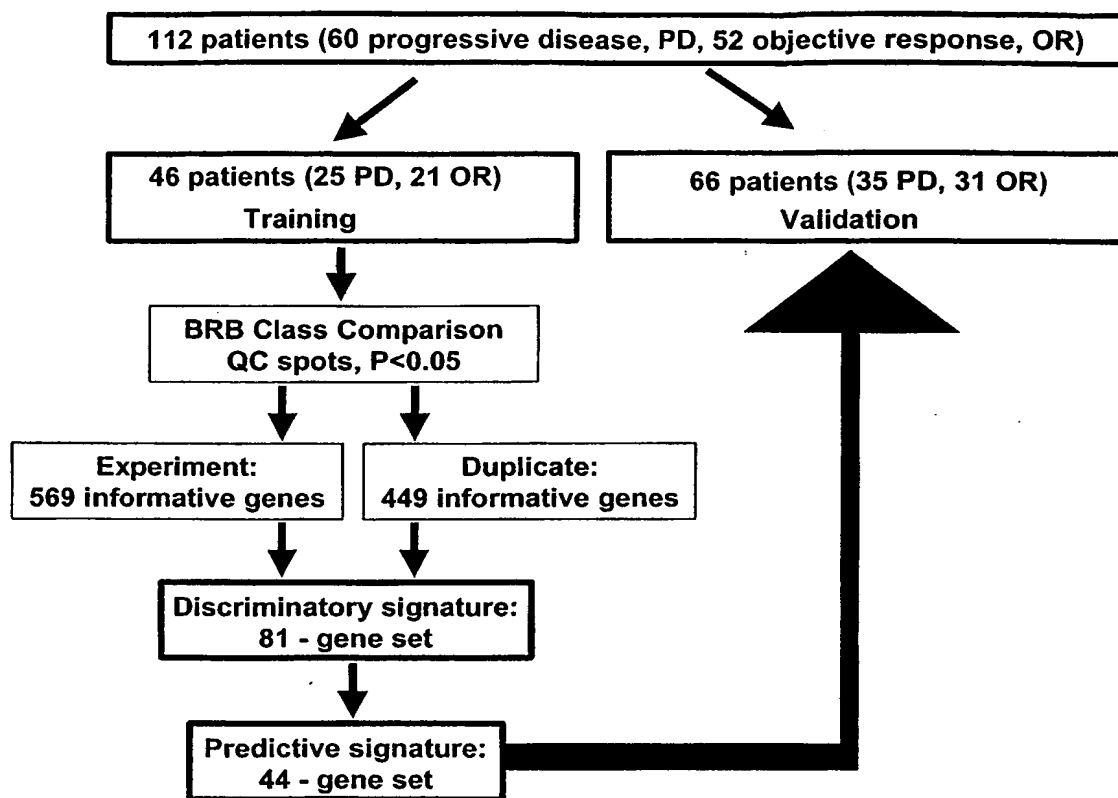 112 patients (60 progressive disease, PD, 52 objective response, OR)
46 patients (25 PD, 21 OR)
Training
66 patients (35 PD, 31 OR)
Validation
BRB Class Comparison
QC spots, P<0.05
Experiment:
569 informative genes
Duplicate:
449 informative genes
Discriminatory signature:
81 - gene set
Predictive signature:
44 - gene set